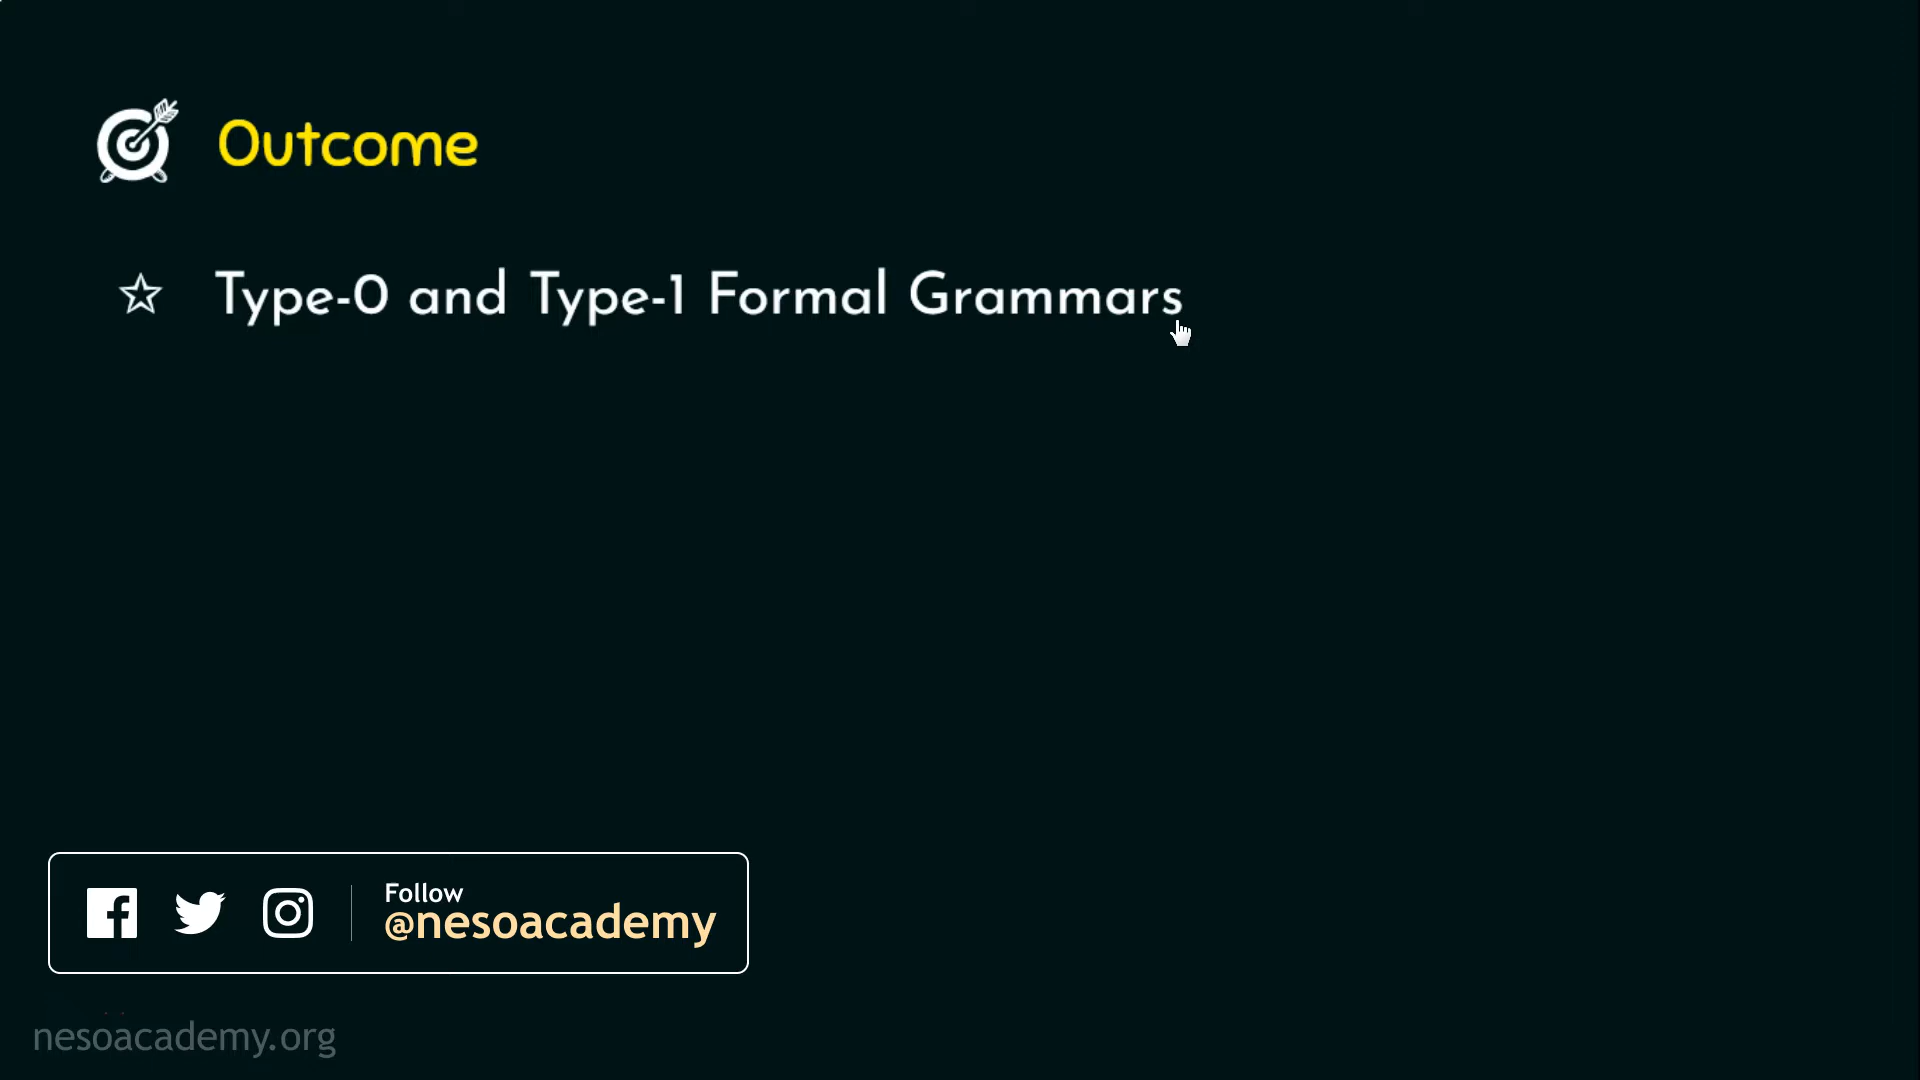 Outcome
☆ Type-0 and Type-1 Formal Grammars
Follow
@nesoacademy
nesoacademy.org